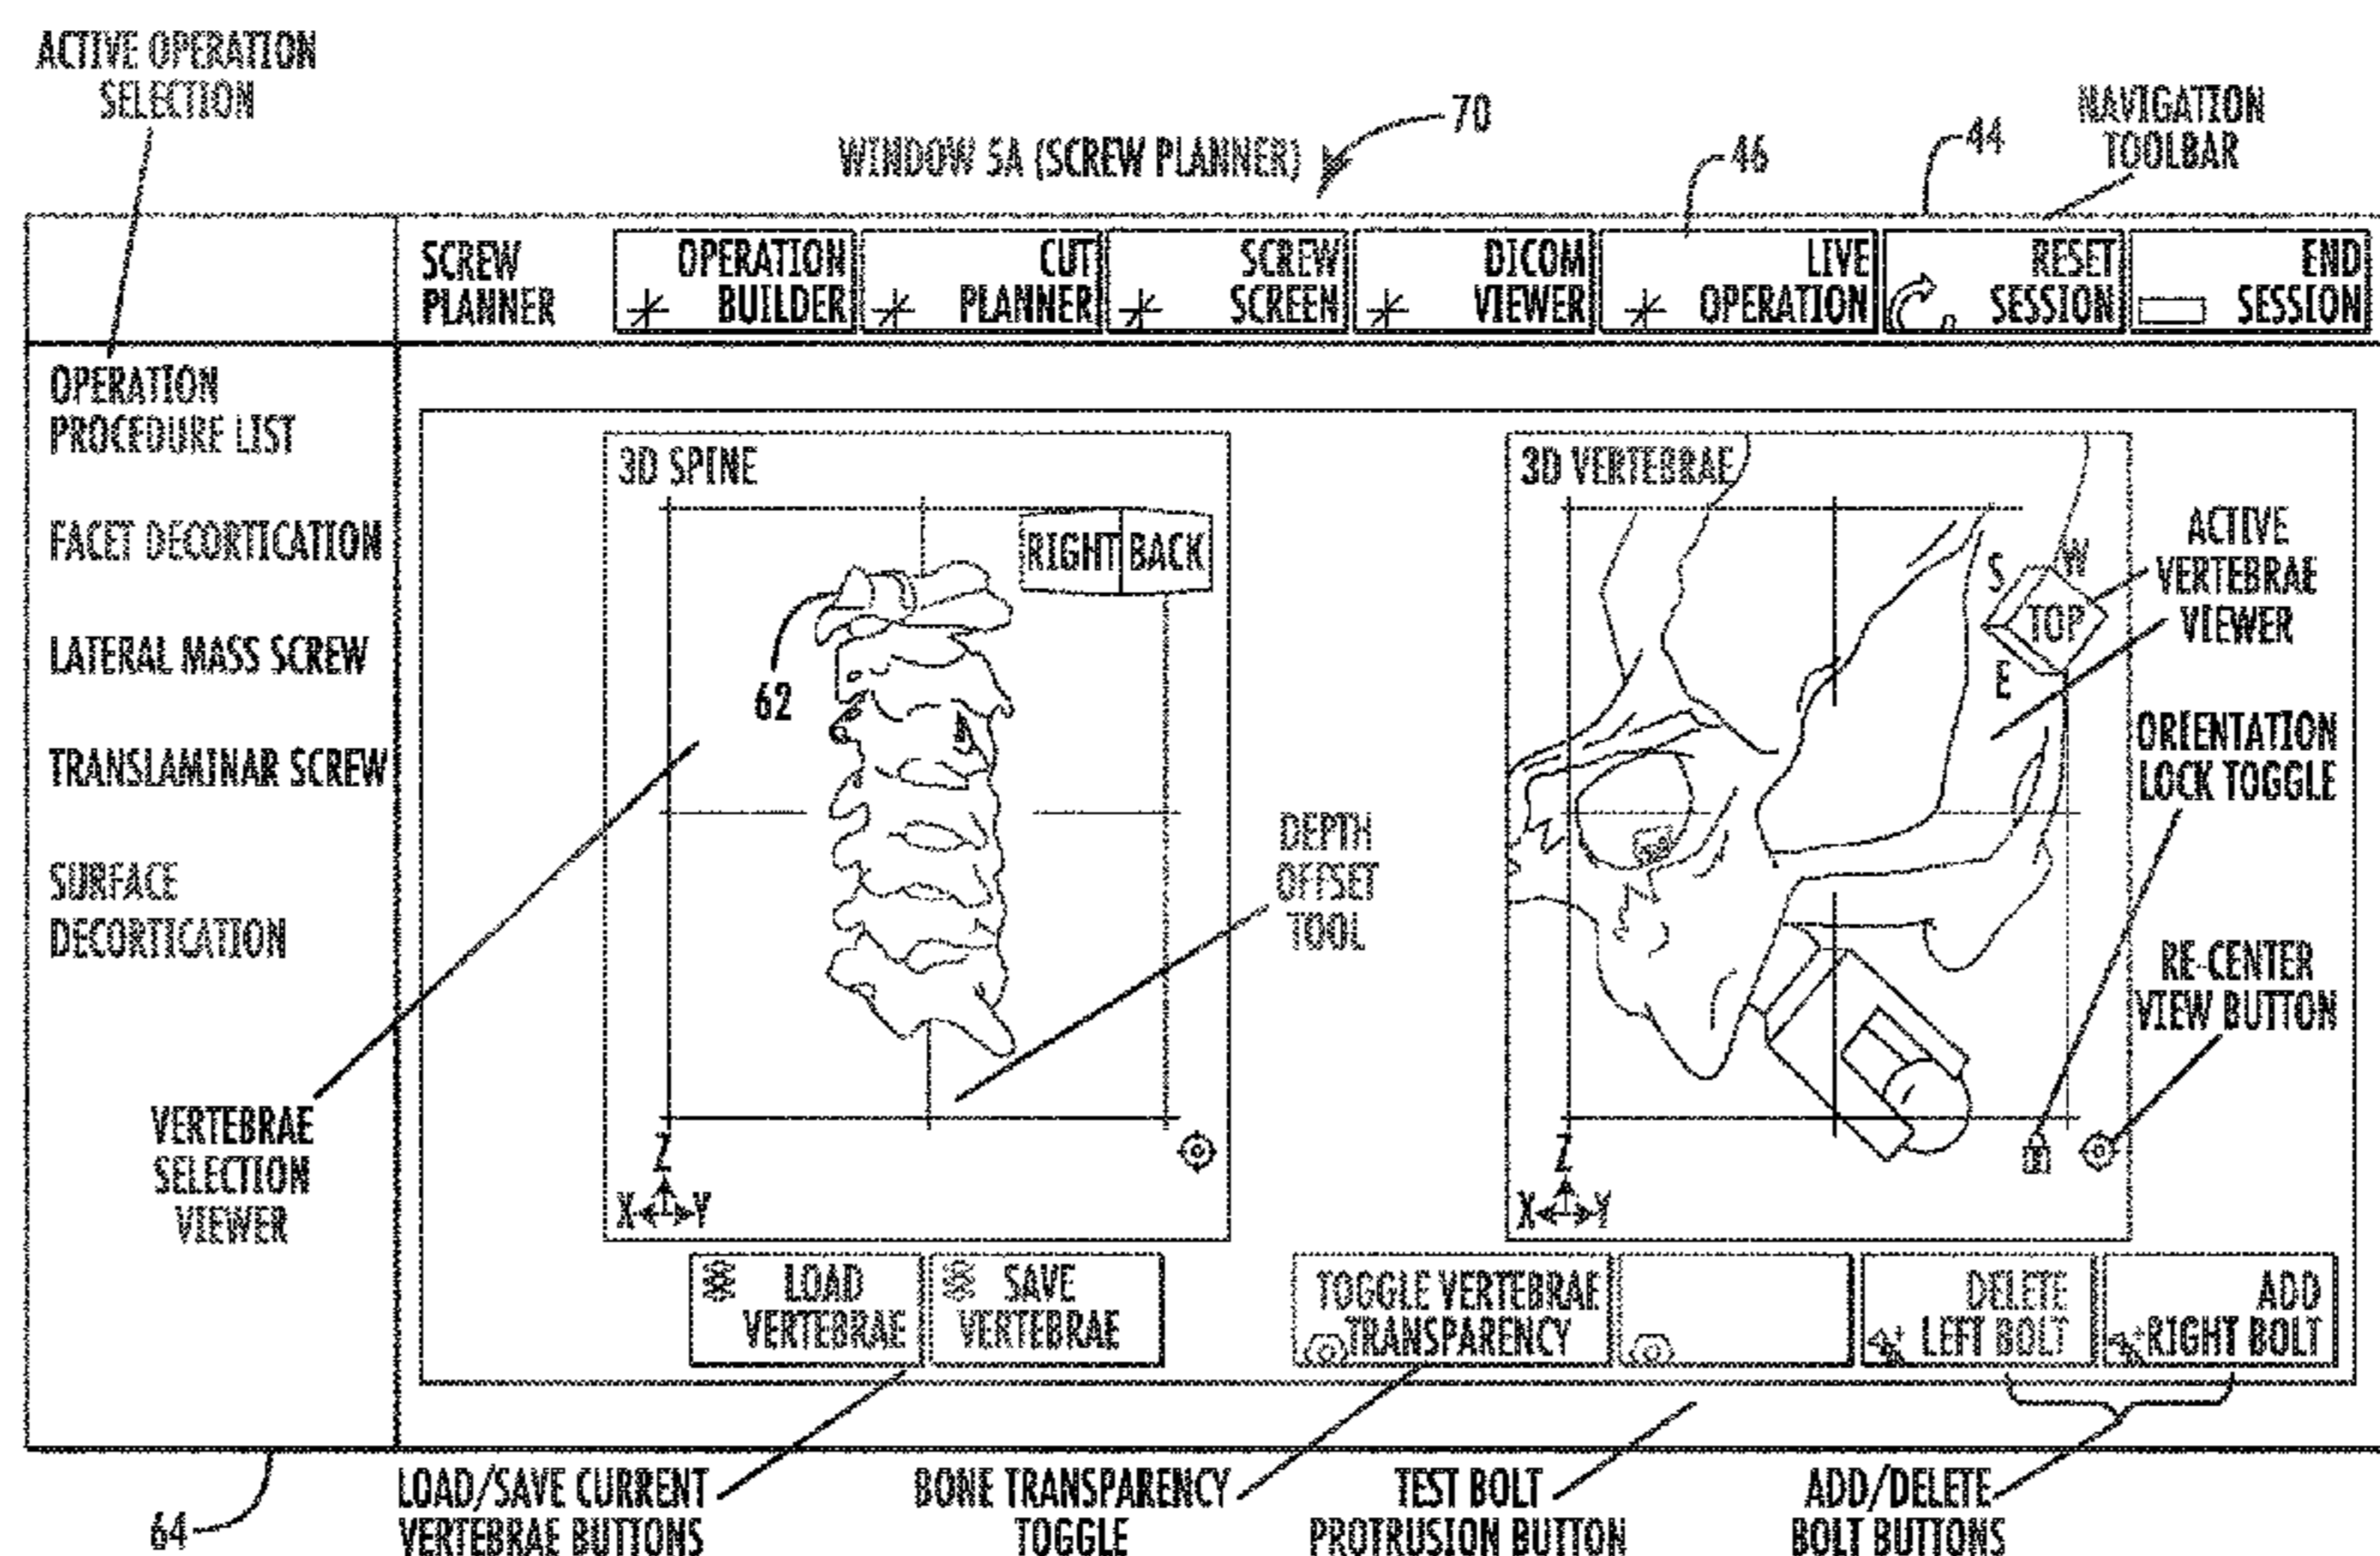 ACTIVE OPERATION
SELECTION
WINDOW 5A (SCREW PLANNER)
70
46
44
NAVIGATION
TOOLBAR
SCREW
PLANNER
OPERATION
BUILDER
CUT
PLANNER
SCREW
SCREEN
DICOM
VIEWER
LIVE
OPERATION
RESET
SESSION
END
SESSION
OPERATION
PROCEDURE LIST
FACET DECORTICATION
LATERAL MASS SCREW
TRANSLAMINAR SCREW
SURFACE
DECORTICATION
VERTEBRAE
SELECTION
VIEWER
3D SPINE
RIGHT BACK
62
DEPTH
OFFSET
TOOL
Z
X Y
3D VERTEBRAE
S W
TOP
E
ACTIVE
VERTEBRAE
VIEWER
ORIENTATION
LOCK TOGGLE
RE-CENTER
VIEW BUTTON
Z
X Y
LOAD
VERTEBRAE
SAVE
VERTEBRAE
TOGGLE VERTEBRAE
TRANSPARENCY
DELETE
LEFT BOLT
ADD
RIGHT BOLT
64
LOAD/SAVE CURRENT
VERTEBRAE BUTTONS
BONE TRANSPARENCY
TOGGLE
TEST BOLT
PROTRUSION BUTTON
ADD/DELETE
BOLT BUTTONS